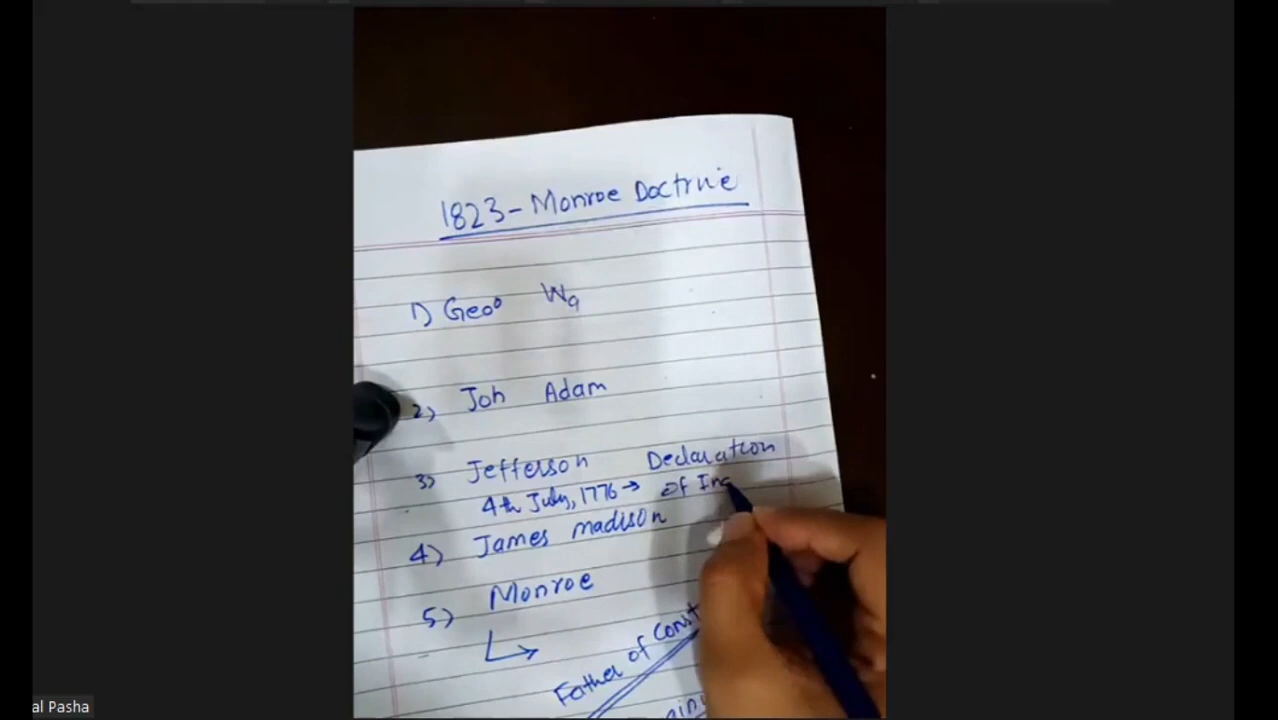 1823 - Monroe Doctrine
1) Geo Wa
2) Joh Adam
3) Jefferson Declaration
4th July, 1776 → of Ind
4) James madison
5) Monroe
Father of Const
al Pasha